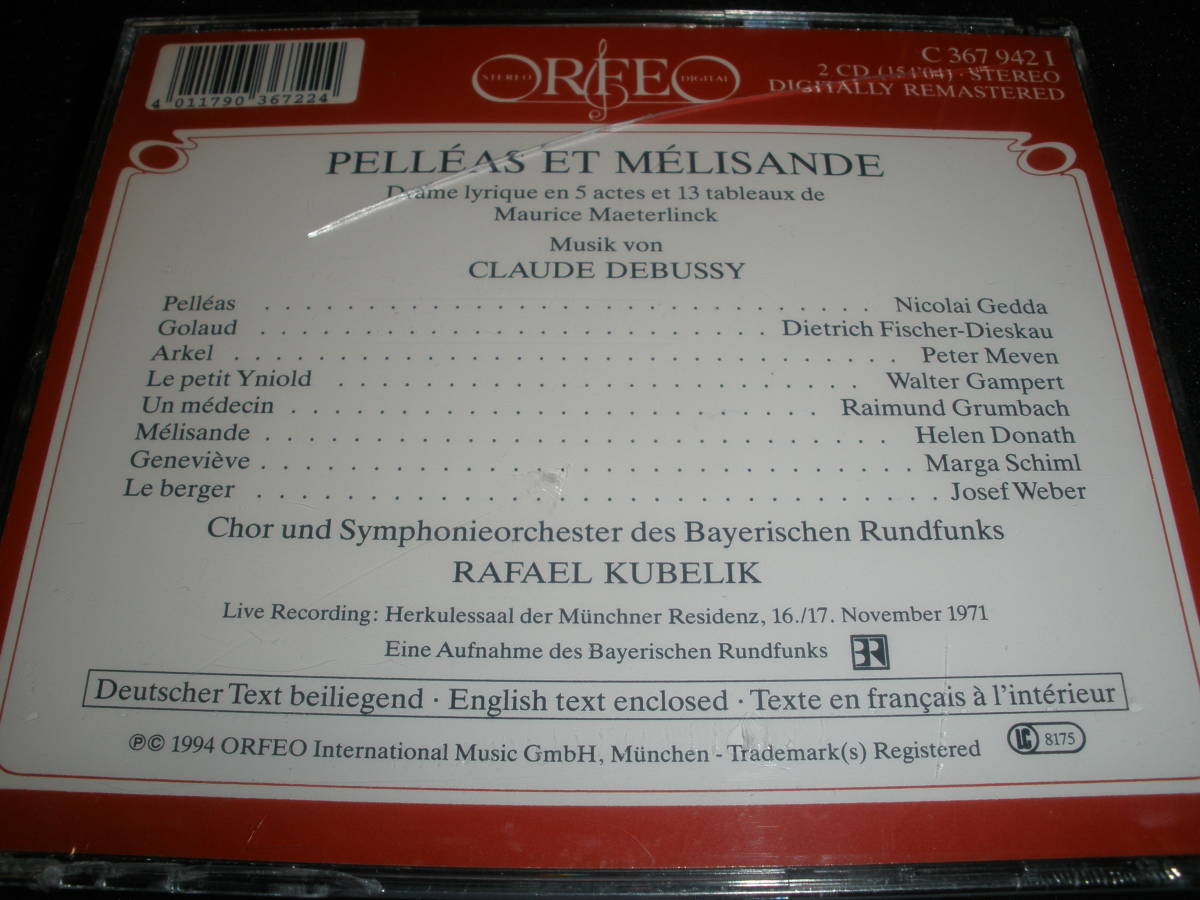 4 011790 367224
STEREO ORFEO DIGITAL
C 367 942 I
2 CD (154'04) · STEREO
DIGITALLY REMASTERED
PELLÉAS ET MÉLISANDE
Drame lyrique en 5 actes et 13 tableaux de
Maurice Maeterlinck
Musik von
CLAUDE DEBUSSY
Pelléas . . . . . . . . . . . . . . . . . . . . . . . . . . . . . Nicolai Gedda
Golaud . . . . . . . . . . . . . . . . . . . . . . . . . Dietrich Fischer-Dieskau
Arkel . . . . . . . . . . . . . . . . . . . . . . . . . . . . . . . . Peter Meven
Le petit Yniold . . . . . . . . . . . . . . . . . . . . . . . . . Walter Gampert
Un médecin . . . . . . . . . . . . . . . . . . . . . . . . . . Raimund Grumbach
Mélisande . . . . . . . . . . . . . . . . . . . . . . . . . . . . . . Helen Donath
Geneviève . . . . . . . . . . . . . . . . . . . . . . . . . . . . . . . Marga Schiml
Le berger . . . . . . . . . . . . . . . . . . . . . . . . . . . . . . . . Josef Weber
Chor und Symphonieorchester des Bayerischen Rundfunks
RAFAEL KUBELIK
Live Recording: Herkulessaal der Münchner Residenz, 16./17. November 1971
Eine Aufnahme des Bayerischen Rundfunks BR
Deutscher Text beiliegend · English text enclosed · Texte en français à l'intérieur
℗© 1994 ORFEO International Music GmbH, München - Trademark(s) Registered LC 8175